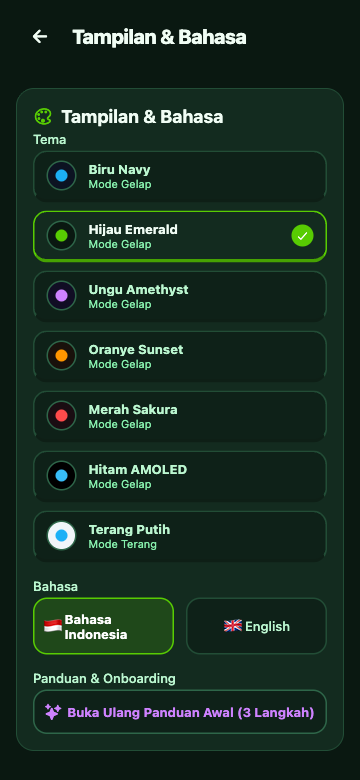 Tampilan & Bahasa
Tampilan & Bahasa
Tema
Biru Navy
Mode Gelap
Hijau Emerald
Mode Gelap
Ungu Amethyst
Mode Gelap
Oranye Sunset
Mode Gelap
Merah Sakura
Mode Gelap
Hitam AMOLED
Mode Gelap
Terang Putih
Mode Terang
Bahasa
Bahasa
Indonesia
English
Panduan & Onboarding
Buka Ulang Panduan Awal (3 Langkah)